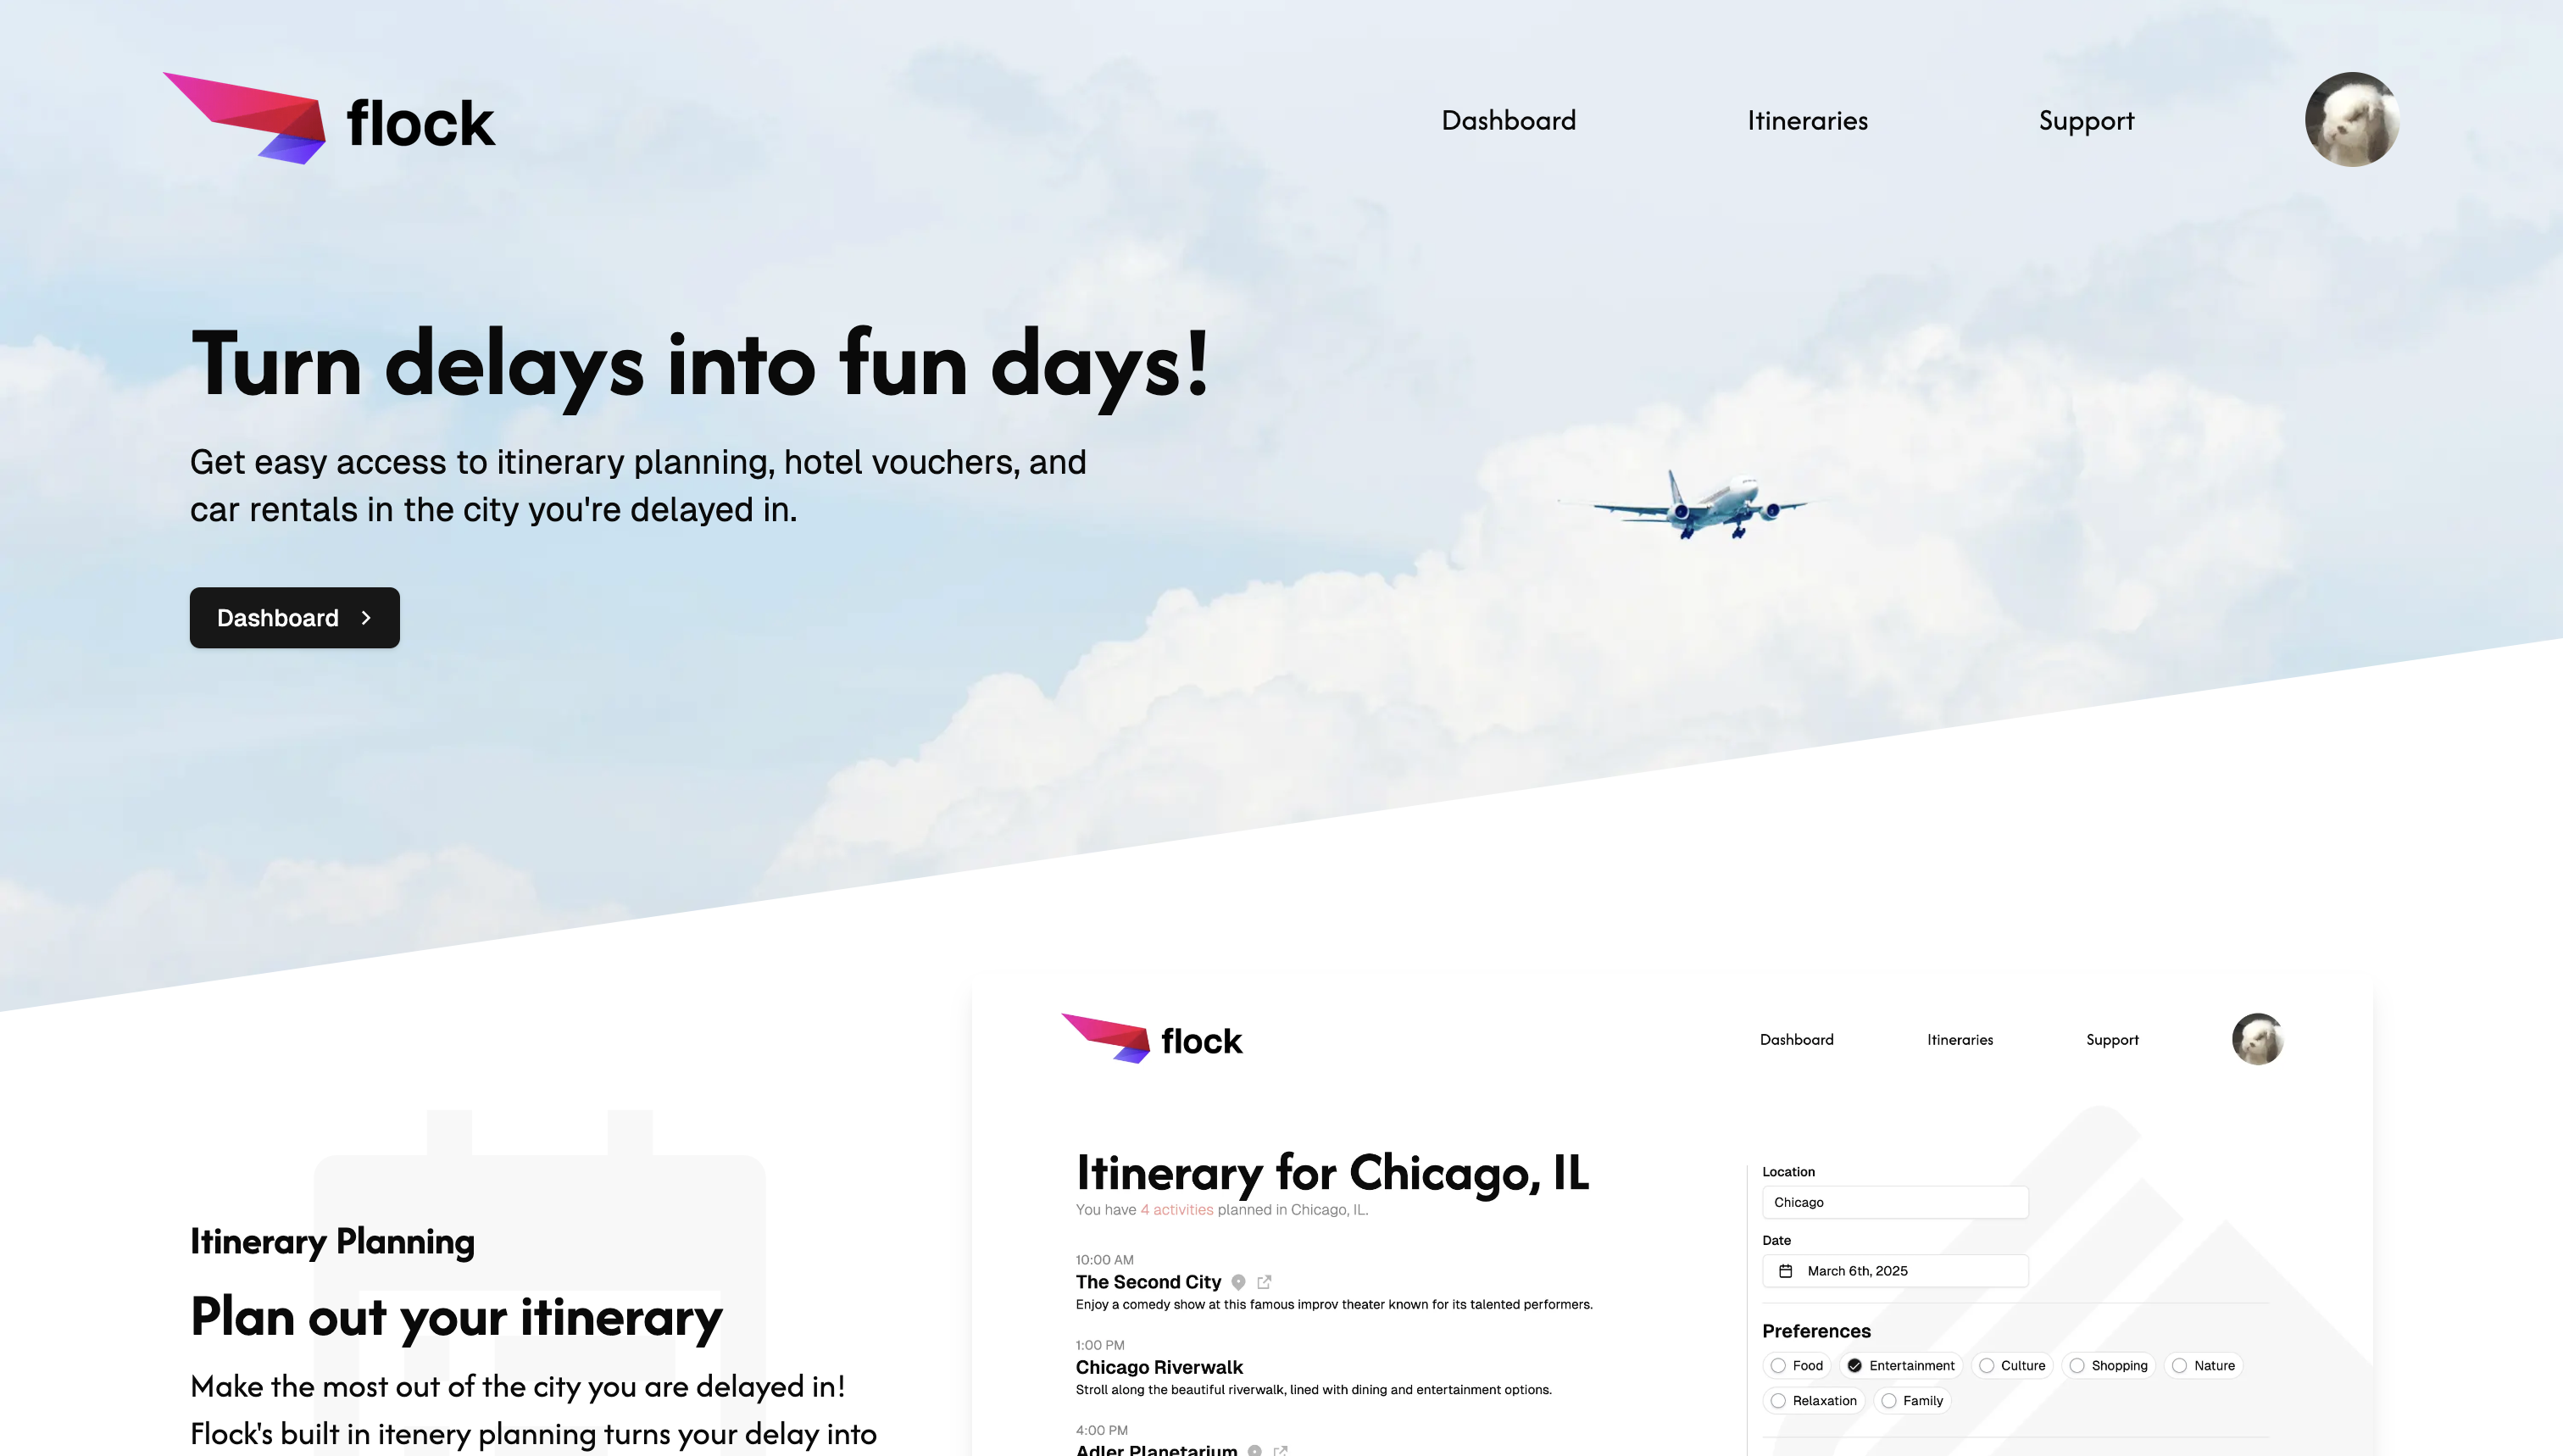 flock
Dashboard
Itineraries
Support
Turn delays into fun days!
Get easy access to itinerary planning, hotel vouchers, and
car rentals in the city you're delayed in.
Dashboard
Itinerary Planning
Plan out your itinerary
Make the most out of the city you are delayed in!
Flock's built in itenery planning turns your delay into
flock
Dashboard
Itineraries
Support
Itinerary for Chicago, IL
You have 4 activities planned in Chicago, IL.
10:00 AM
The Second City
Enjoy a comedy show at this famous improv theater known for its talented performers.
1:00 PM
Chicago Riverwalk
Stroll along the beautiful riverwalk, lined with dining and entertainment options.
4:00 PM
Adler Planetarium
Location
Chicago
Date
March 6th, 2025
Preferences
Food
Entertainment
Culture
Shopping
Nature
Relaxation
Family